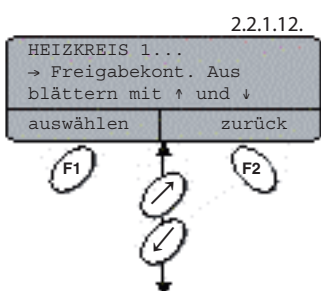 2.2.1.12.
HEIZKREIS 1...
→ Freigabekont. Aus
blättern mit ↑ und ↓
auswählen zurück
F1 F2